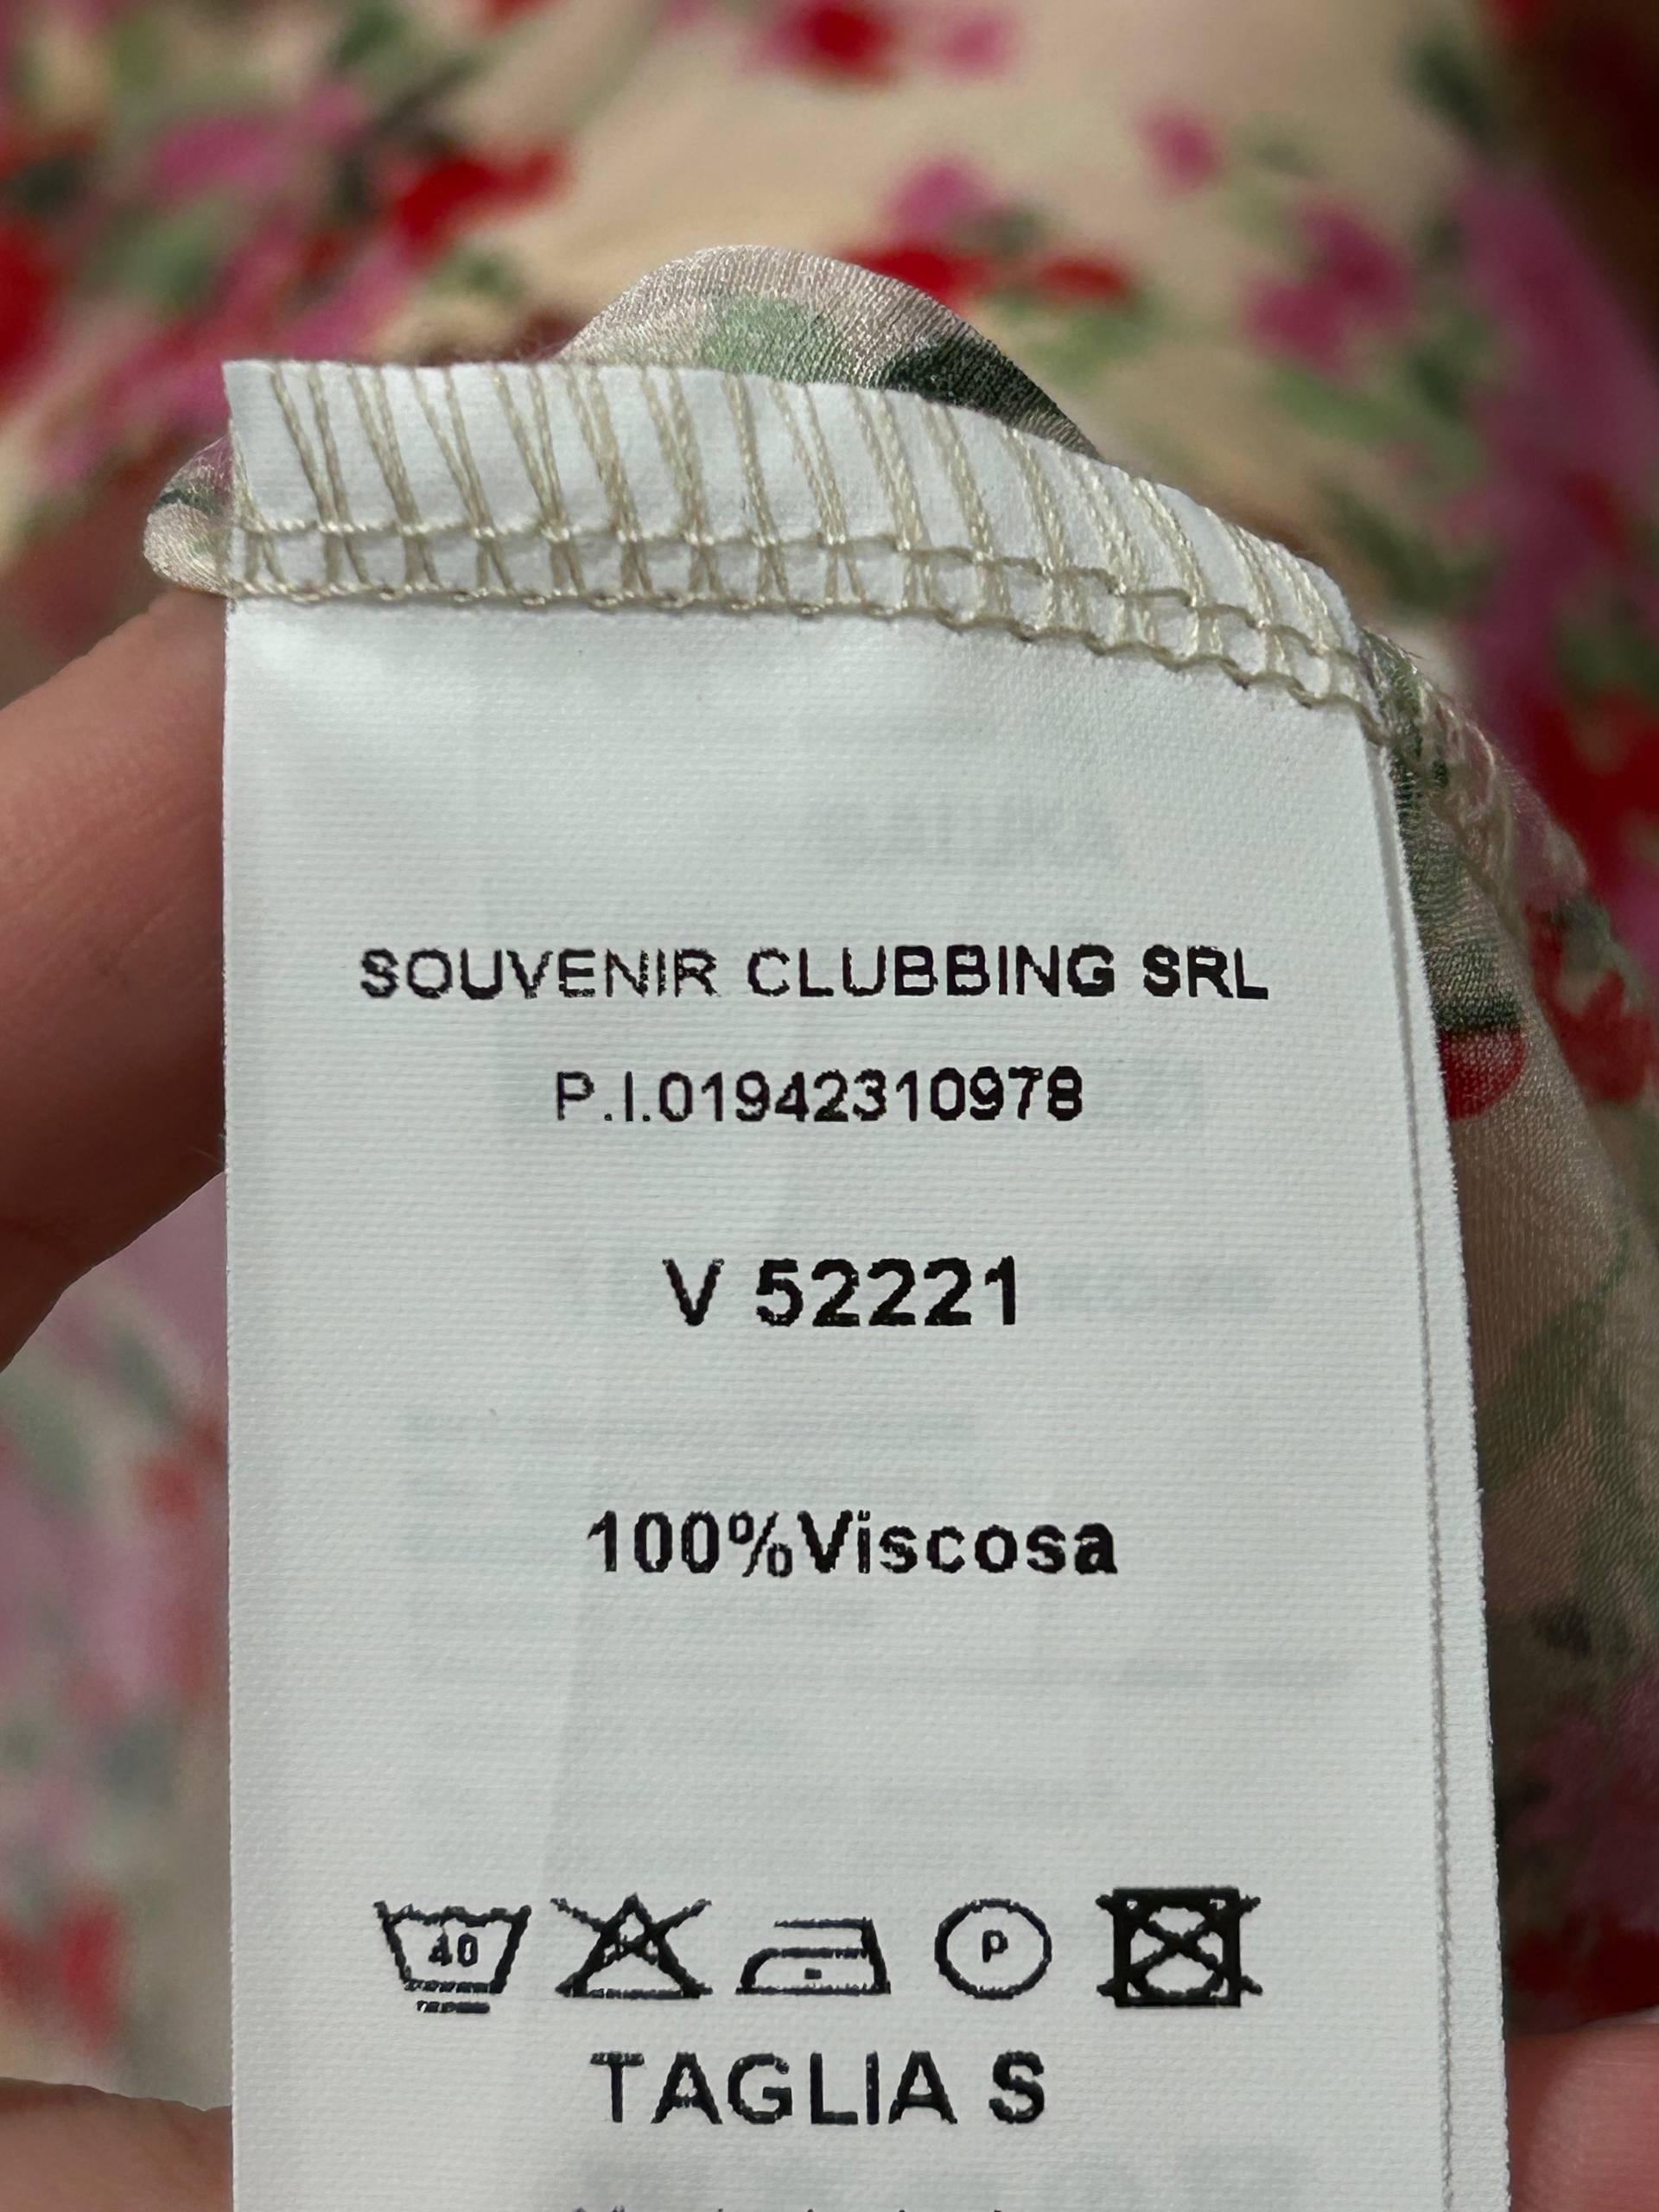 SOUVENIR CLUBBING SRL
P.I.01942310978
V 52221
100%Viscosa
40
P
TAGLIA S